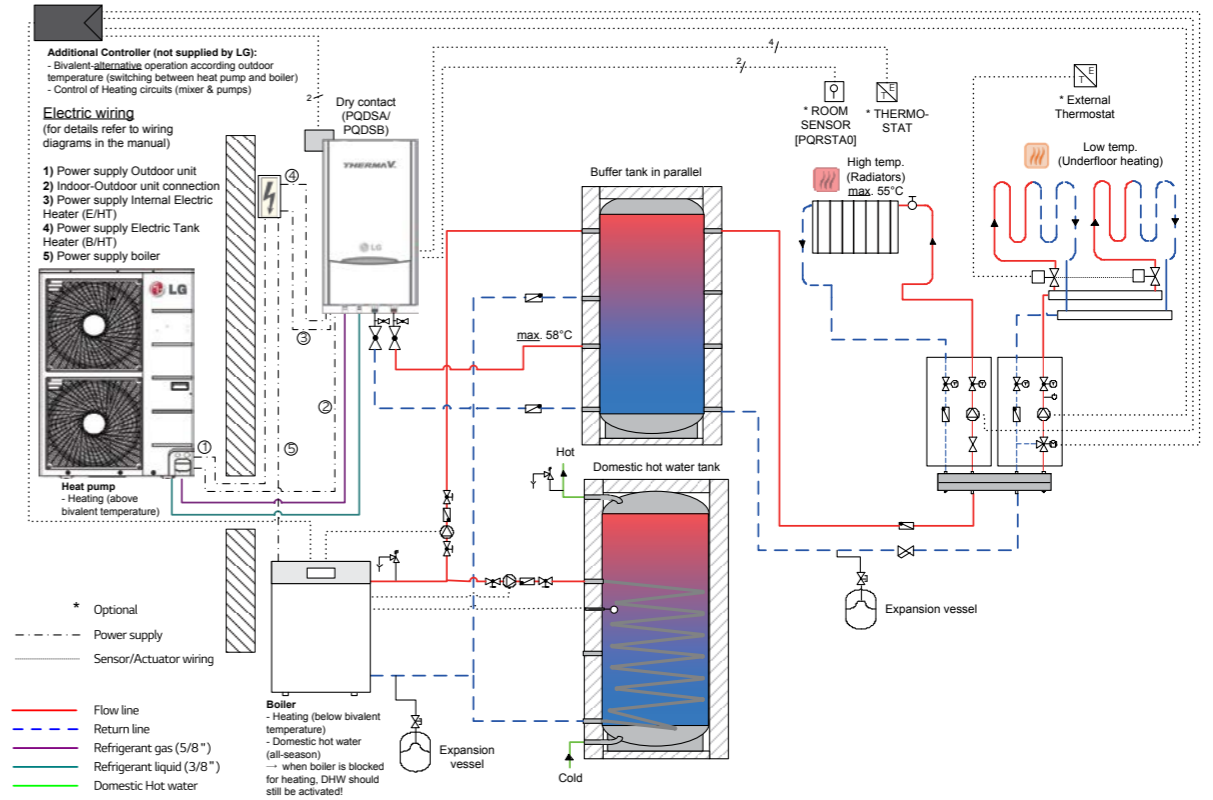 Additional Controller (not supplied by LG):
- Bivalent-alternative operation according outdoor
temperature (switching between heat pump and boiler)
- Control of Heating circuits (mixer & pumps)
Electric wiring
(for details refer to wiring
diagrams in the manual)
1) Power supply Outdoor unit
2) Indoor-Outdoor unit connection
3) Power supply Internal Electric
Heater (E/HT)
4) Power supply Electric Tank
Heater (B/HT)
5) Power supply boiler
LG
Heat pump
- Heating (above
bivalent temperature)
2
Dry contact
(PQDSA/
PQDSB)
THERMAV.
LG
④
③
②
①
⑤
4
2
* ROOM
SENSOR
[PQRSTA0]
T E
* THERMO-
STAT
T E
* External
Thermostat
High temp.
(Radiators)
max. 55°C
Low temp.
(Underfloor heating)
Buffer tank in parallel
max. 58°C
Hot
Domestic hot water tank
Cold
Expansion vessel
Boiler
- Heating (below bivalent
temperature)
- Domestic hot water
(all-season)
→ when boiler is blocked
for heating, DHW should
still be activated!
Expansion
vessel
* Optional
Power supply
Sensor/Actuator wiring
Flow line
Return line
Refrigerant gas (5/8")
Refrigerant liquid (3/8")
Domestic Hot water